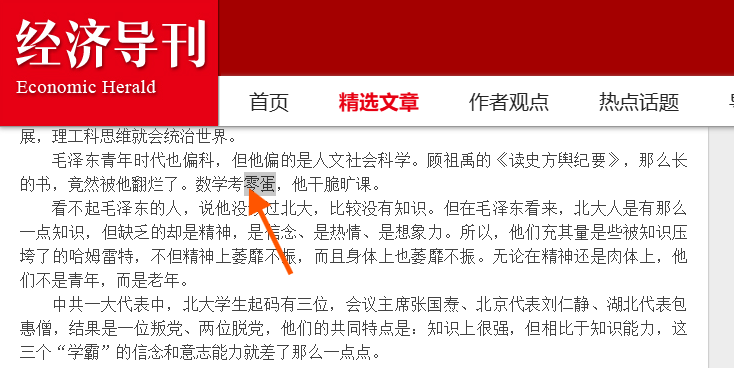 经济导刊
Economic Herald
首页 精选文章 作者观点 热点话题
展，理工科思维就会统治世界。
毛泽东青年时代也偏科，但他偏的是人文社会科学。顾祖禹的《读史方舆纪要》，那么长
的书，竟然被他翻烂了。数学考零蛋，他干脆旷课。
看不起毛泽东的人，说他没 过北大，比较没有知识。但在毛泽东看来，北大人是有那么
一点知识，但缺乏的却是精神，是信念、是热情、是想象力。所以，他们充其量是些被知识压
垮了的哈姆雷特，不但精神上萎靡不振，而且身体上也萎靡不振。无论在精神还是肉体上，他
们不是青年，而是老年。
中共一大代表中，北大学生起码有三位，会议主席张国焘、北京代表刘仁静、湖北代表包
惠僧，结果是一位叛党、两位脱党，他们的共同特点是：知识上很强，但相比于知识能力，这
三个“学霸”的信念和意志能力就差了那么一点点。